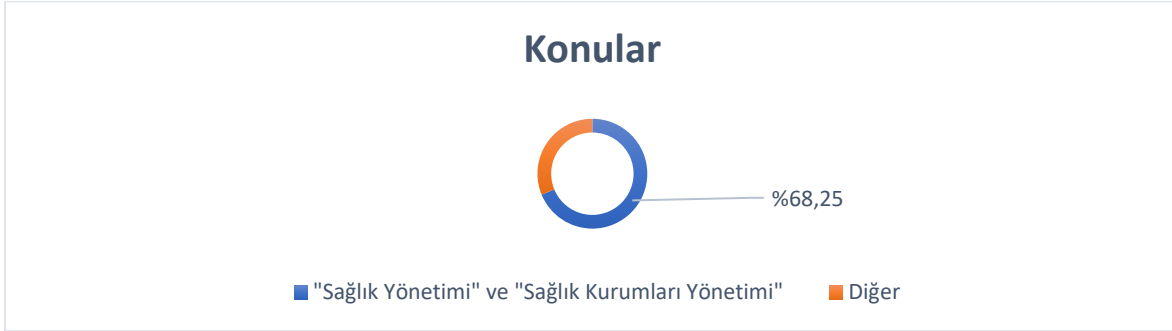 Konular
%68,25
"Sağlık Yönetimi" ve "Sağlık Kurumları Yönetimi"
Diğer